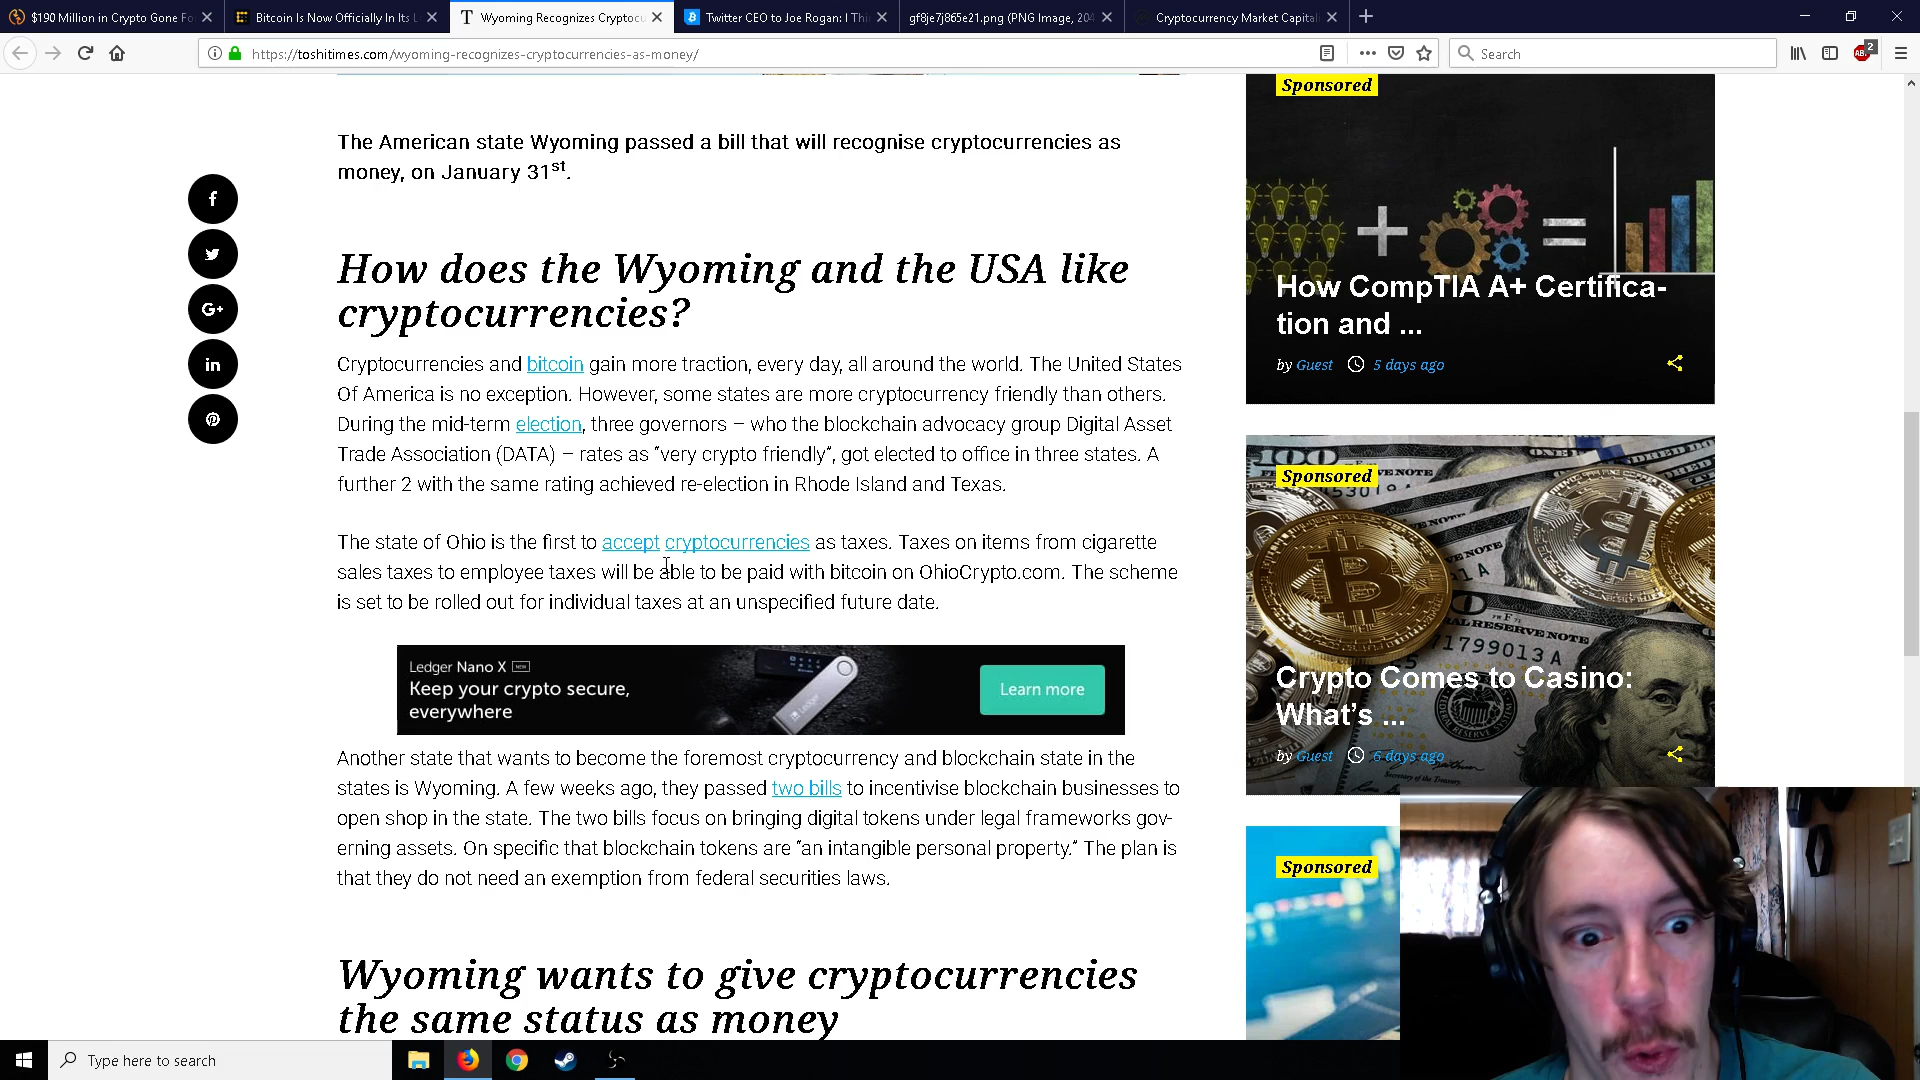 $190 Million in Crypto Gone Fo
Bitcoin Is Now Officially In Its L
T Wyoming Recognizes Cryptocu
Twitter CEO to Joe Rogan: I Thi
gf8je7j865e21.png (PNG Image, 204
Cryptocurrency Market Capital
https://toshitimes.com/wyoming-recognizes-cryptocurrencies-as-money/
Search
2
The American state Wyoming passed a bill that will recognise cryptocurrencies as
money, on January 31st.
How does the Wyoming and the USA like
cryptocurrencies?
Cryptocurrencies and bitcoin gain more traction, every day, all around the world. The United States
Of America is no exception. However, some states are more cryptocurrency friendly than others.
During the mid-term election, three governors – who the blockchain advocacy group Digital Asset
Trade Association (DATA) – rates as “very crypto friendly”, got elected to office in three states. A
further 2 with the same rating achieved re-election in Rhode Island and Texas.
The state of Ohio is the first to accept cryptocurrencies as taxes. Taxes on items from cigarette
sales taxes to employee taxes will be able to be paid with bitcoin on OhioCrypto.com. The scheme
is set to be rolled out for individual taxes at an unspecified future date.
Ledger Nano X NEW
Keep your crypto secure,
everywhere
Learn more
Another state that wants to become the foremost cryptocurrency and blockchain state in the
states is Wyoming. A few weeks ago, they passed two bills to incentivise blockchain businesses to
open shop in the state. The two bills focus on bringing digital tokens under legal frameworks gov-
erning assets. On specific that blockchain tokens are “an intangible personal property.” The plan is
that they do not need an exemption from federal securities laws.
Wyoming wants to give cryptocurrencies
the same status as money
Sponsored
How CompTIA A+ Certifica-
tion and ...
by Guest 5 days ago
Sponsored
Crypto Comes to Casino:
What’s ...
by Guest 6 days ago
Sponsored
Type here to search